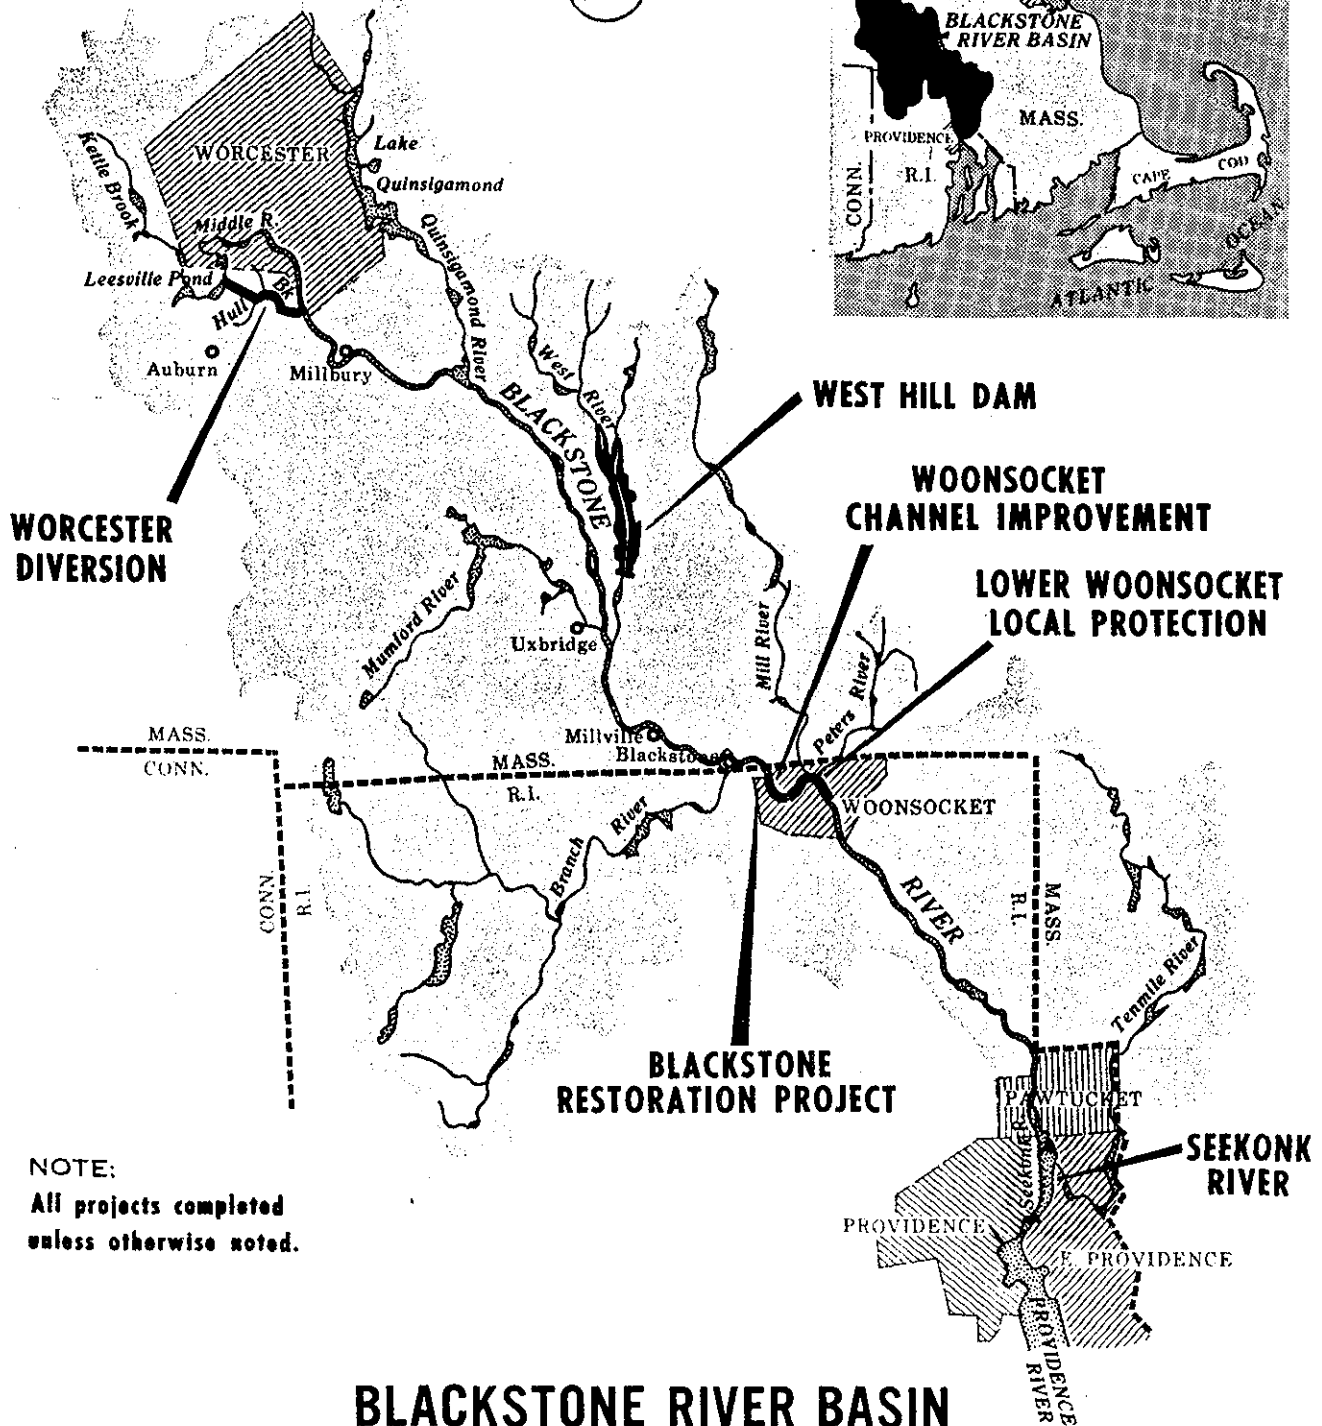 BLACKSTONE
RIVER BASIN
MASS.
PROVIDENCE
R.I.
CONN.
CAPE
COD
ATLANTIC
OCEAN
WORCESTER
Lake
Quinsigamond
Kettle Brook
Middle R.
Quinsigamond River
Leesville Pond
Hull
Bk.
Auburn
Millbury
West
River
BLACKSTONE
WEST HILL DAM
WOONSOCKET
CHANNEL IMPROVEMENT
WORCESTER
DIVERSION
LOWER WOONSOCKET
LOCAL PROTECTION
Mumford River
Uxbridge
Mill River
Peters River
Millville
Blackstone
MASS.
CONN.
MASS.
R.I.
WOONSOCKET
Branch
River
CONN.
R.I.
RIVER
R.I.
MASS.
Tenmile River
BLACKSTONE
RESTORATION PROJECT
PAWTUCKET
Seekonk R.
SEEKONK
RIVER
NOTE:
All projects completed
unless otherwise noted.
PROVIDENCE
E. PROVIDENCE
PROVIDENCE
RIVER
BLACKSTONE RIVER BASIN